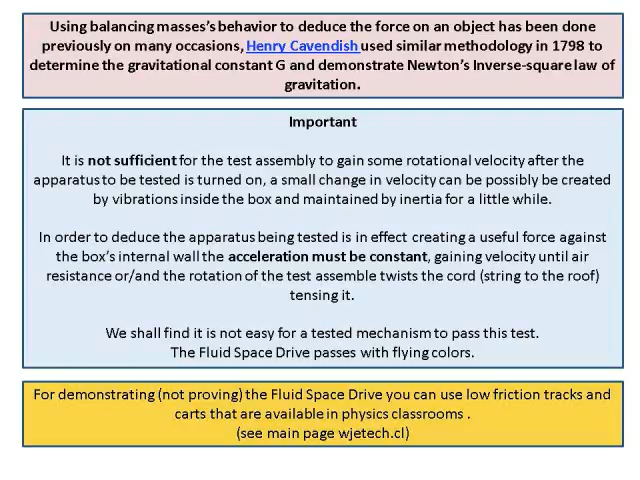 Using balancing masses's behavior to deduce the force on an object has been done
previously on many occasions, Henry Cavendish used similar methodology in 1798 to
determine the gravitational constant G and demonstrate Newton's Inverse-square law of
gravitation.
Important
It is not sufficient for the test assembly to gain some rotational velocity after the
apparatus to be tested is turned on, a small change in velocity can be possibly be created
by vibrations inside the box and maintained by inertia for a little while.
In order to deduce the apparatus being tested is in effect creating a useful force against
the box's internal wall the acceleration must be constant, gaining velocity until air
resistance or/and the rotation of the test assemble twists the cord (string to the roof)
tensing it.
We shall find it is not easy for a tested mechanism to pass this test.
The Fluid Space Drive passes with flying colors.
For demonstrating (not proving) the Fluid Space Drive you can use low friction tracks and
carts that are available in physics classrooms .
(see main page wjetech.cl)